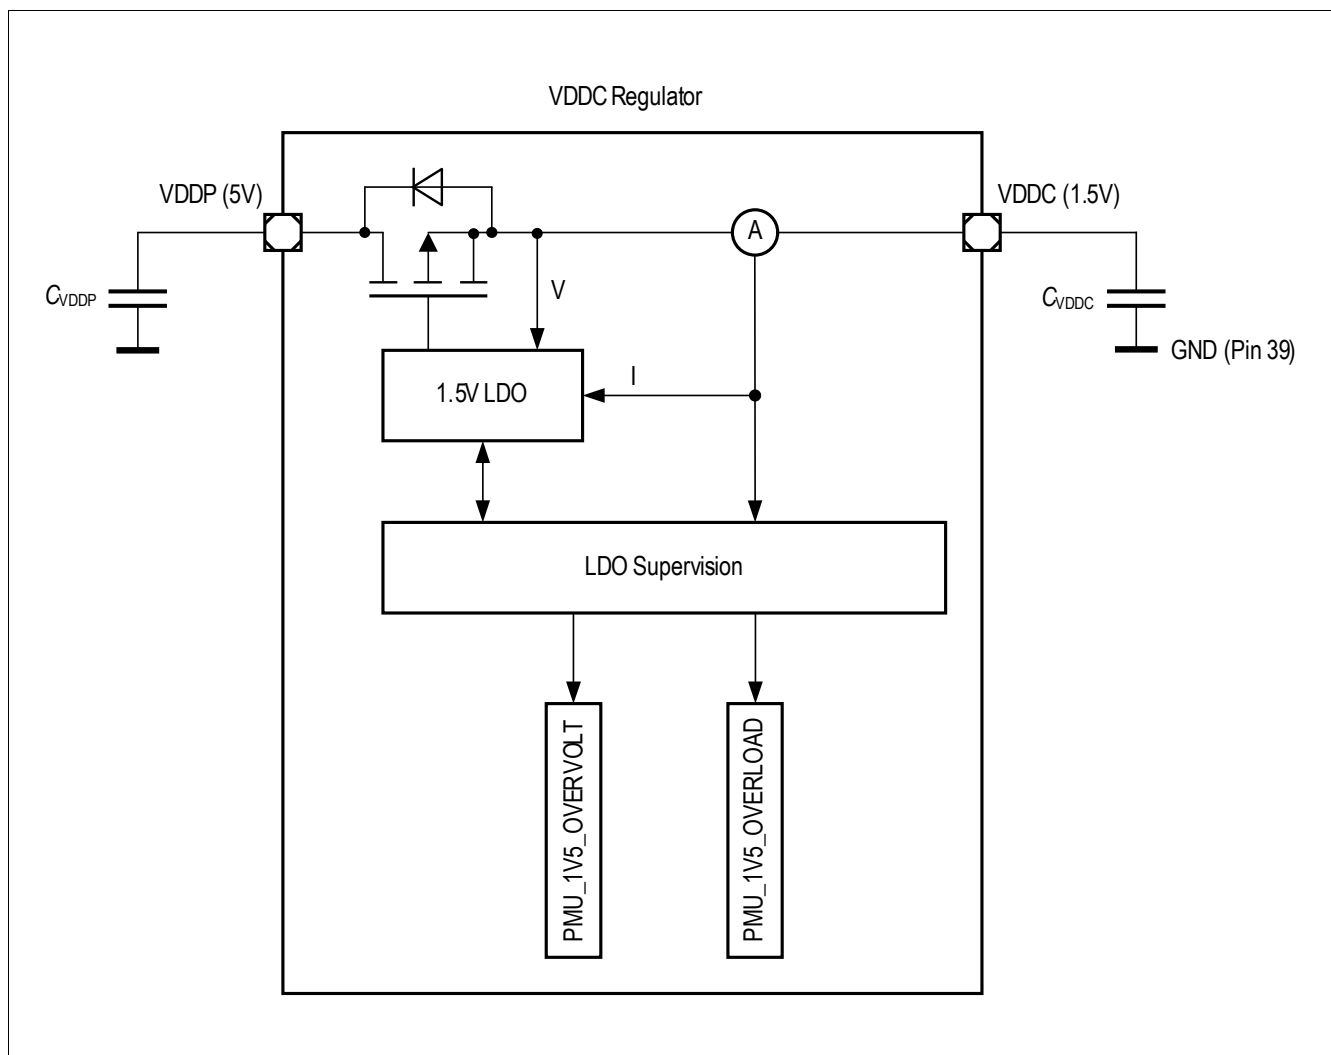 VDDC Regulator
VDDP (5V)
VDDC (1.5V)
A
CVDDP
V
CVDDC
GND (Pin 39)
I
1.5V LDO
LDO Supervision
PMU_1V5_OVERVOLT
PMU_1V5_OVERLOAD